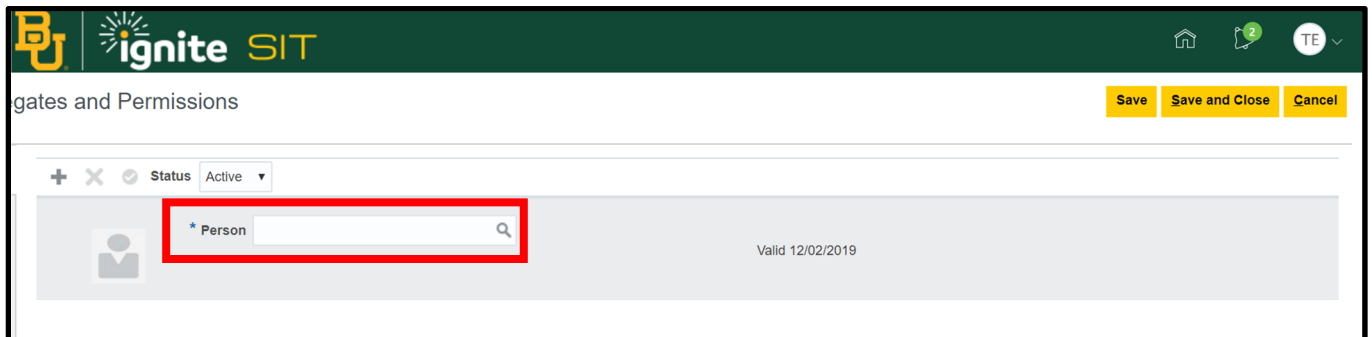 BU ignite SIT 2 TE
egates and Permissions Save Save and Close Cancel
Status Active
* Person
Valid 12/02/2019